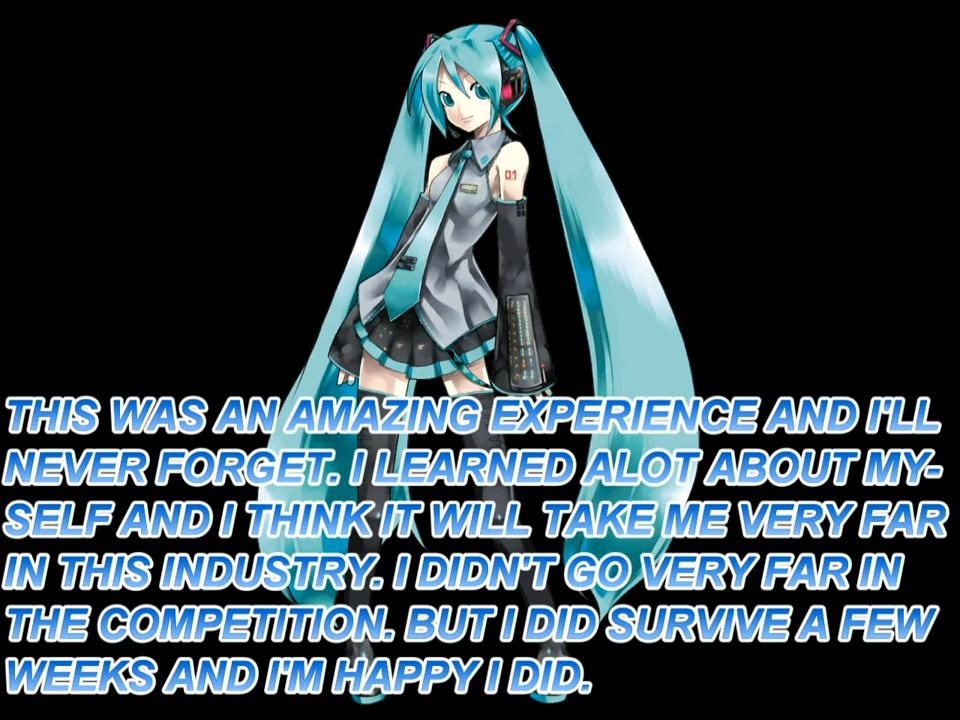 01
THIS WAS AN AMAZING EXPERIENCE AND I'LL
NEVER FORGET. I LEARNED ALOT ABOUT MY-
SELF AND I THINK IT WILL TAKE ME VERY FAR
IN THIS INDUSTRY. I DIDN'T GO VERY FAR IN
THE COMPETITION. BUT I DID SURVIVE A FEW
WEEKS AND I'M HAPPY I DID.